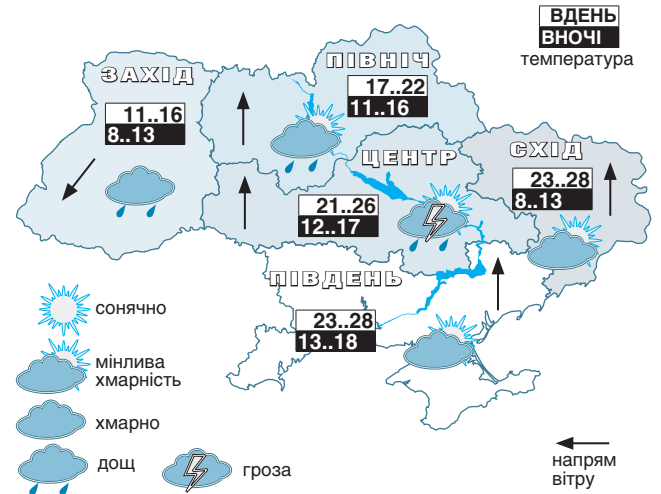 ВДЕНЬ
ВНОЧІ
температура
ЗАХІД
11..16
8..13
ПІВНІЧ
17..22
11..16
ЦЕНТР
21..26
12..17
СХІД
23..28
8..13
ПІВДЕНЬ
23..28
13..18
сонячно
мінлива
хмарність
хмарно
дощ
гроза
напрям
вітру